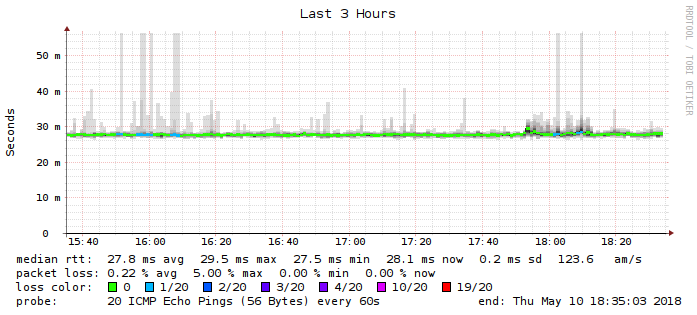 Last 3 Hours
RRDTOOL / TOBI OETIKER
Seconds
50 m
40 m
30 m
20 m
10 m
0
15:40 16:00 16:20 16:40 17:00 17:20 17:40 18:00 18:20
median rtt: 27.8 ms avg 29.5 ms max 27.5 ms min 28.1 ms now 0.2 ms sd 123.6 am/s
packet loss: 0.22 % avg 5.00 % max 0.00 % min 0.00 % now
loss color: 0 1/20 2/20 3/20 4/20 10/20 19/20
probe: 20 ICMP Echo Pings (56 Bytes) every 60s end: Thu May 10 18:35:03 2018